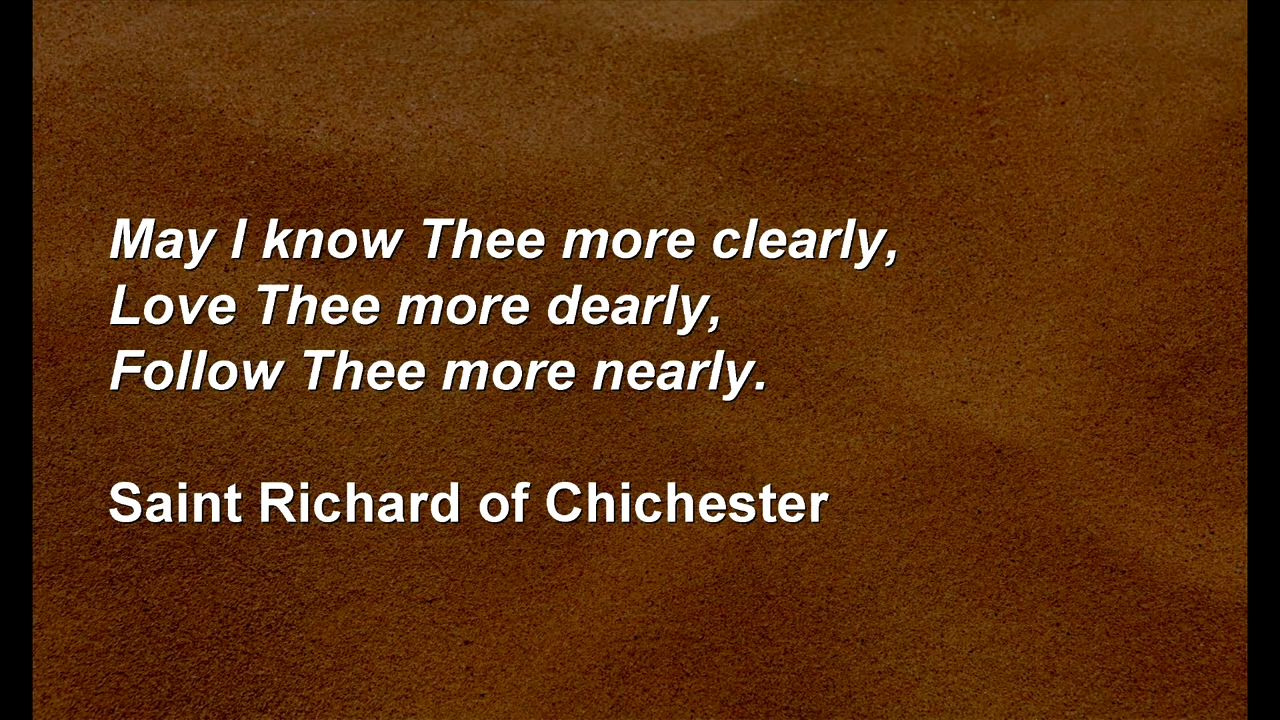 May I know Thee more clearly,
Love Thee more dearly,
Follow Thee more nearly.
Saint Richard of Chichester